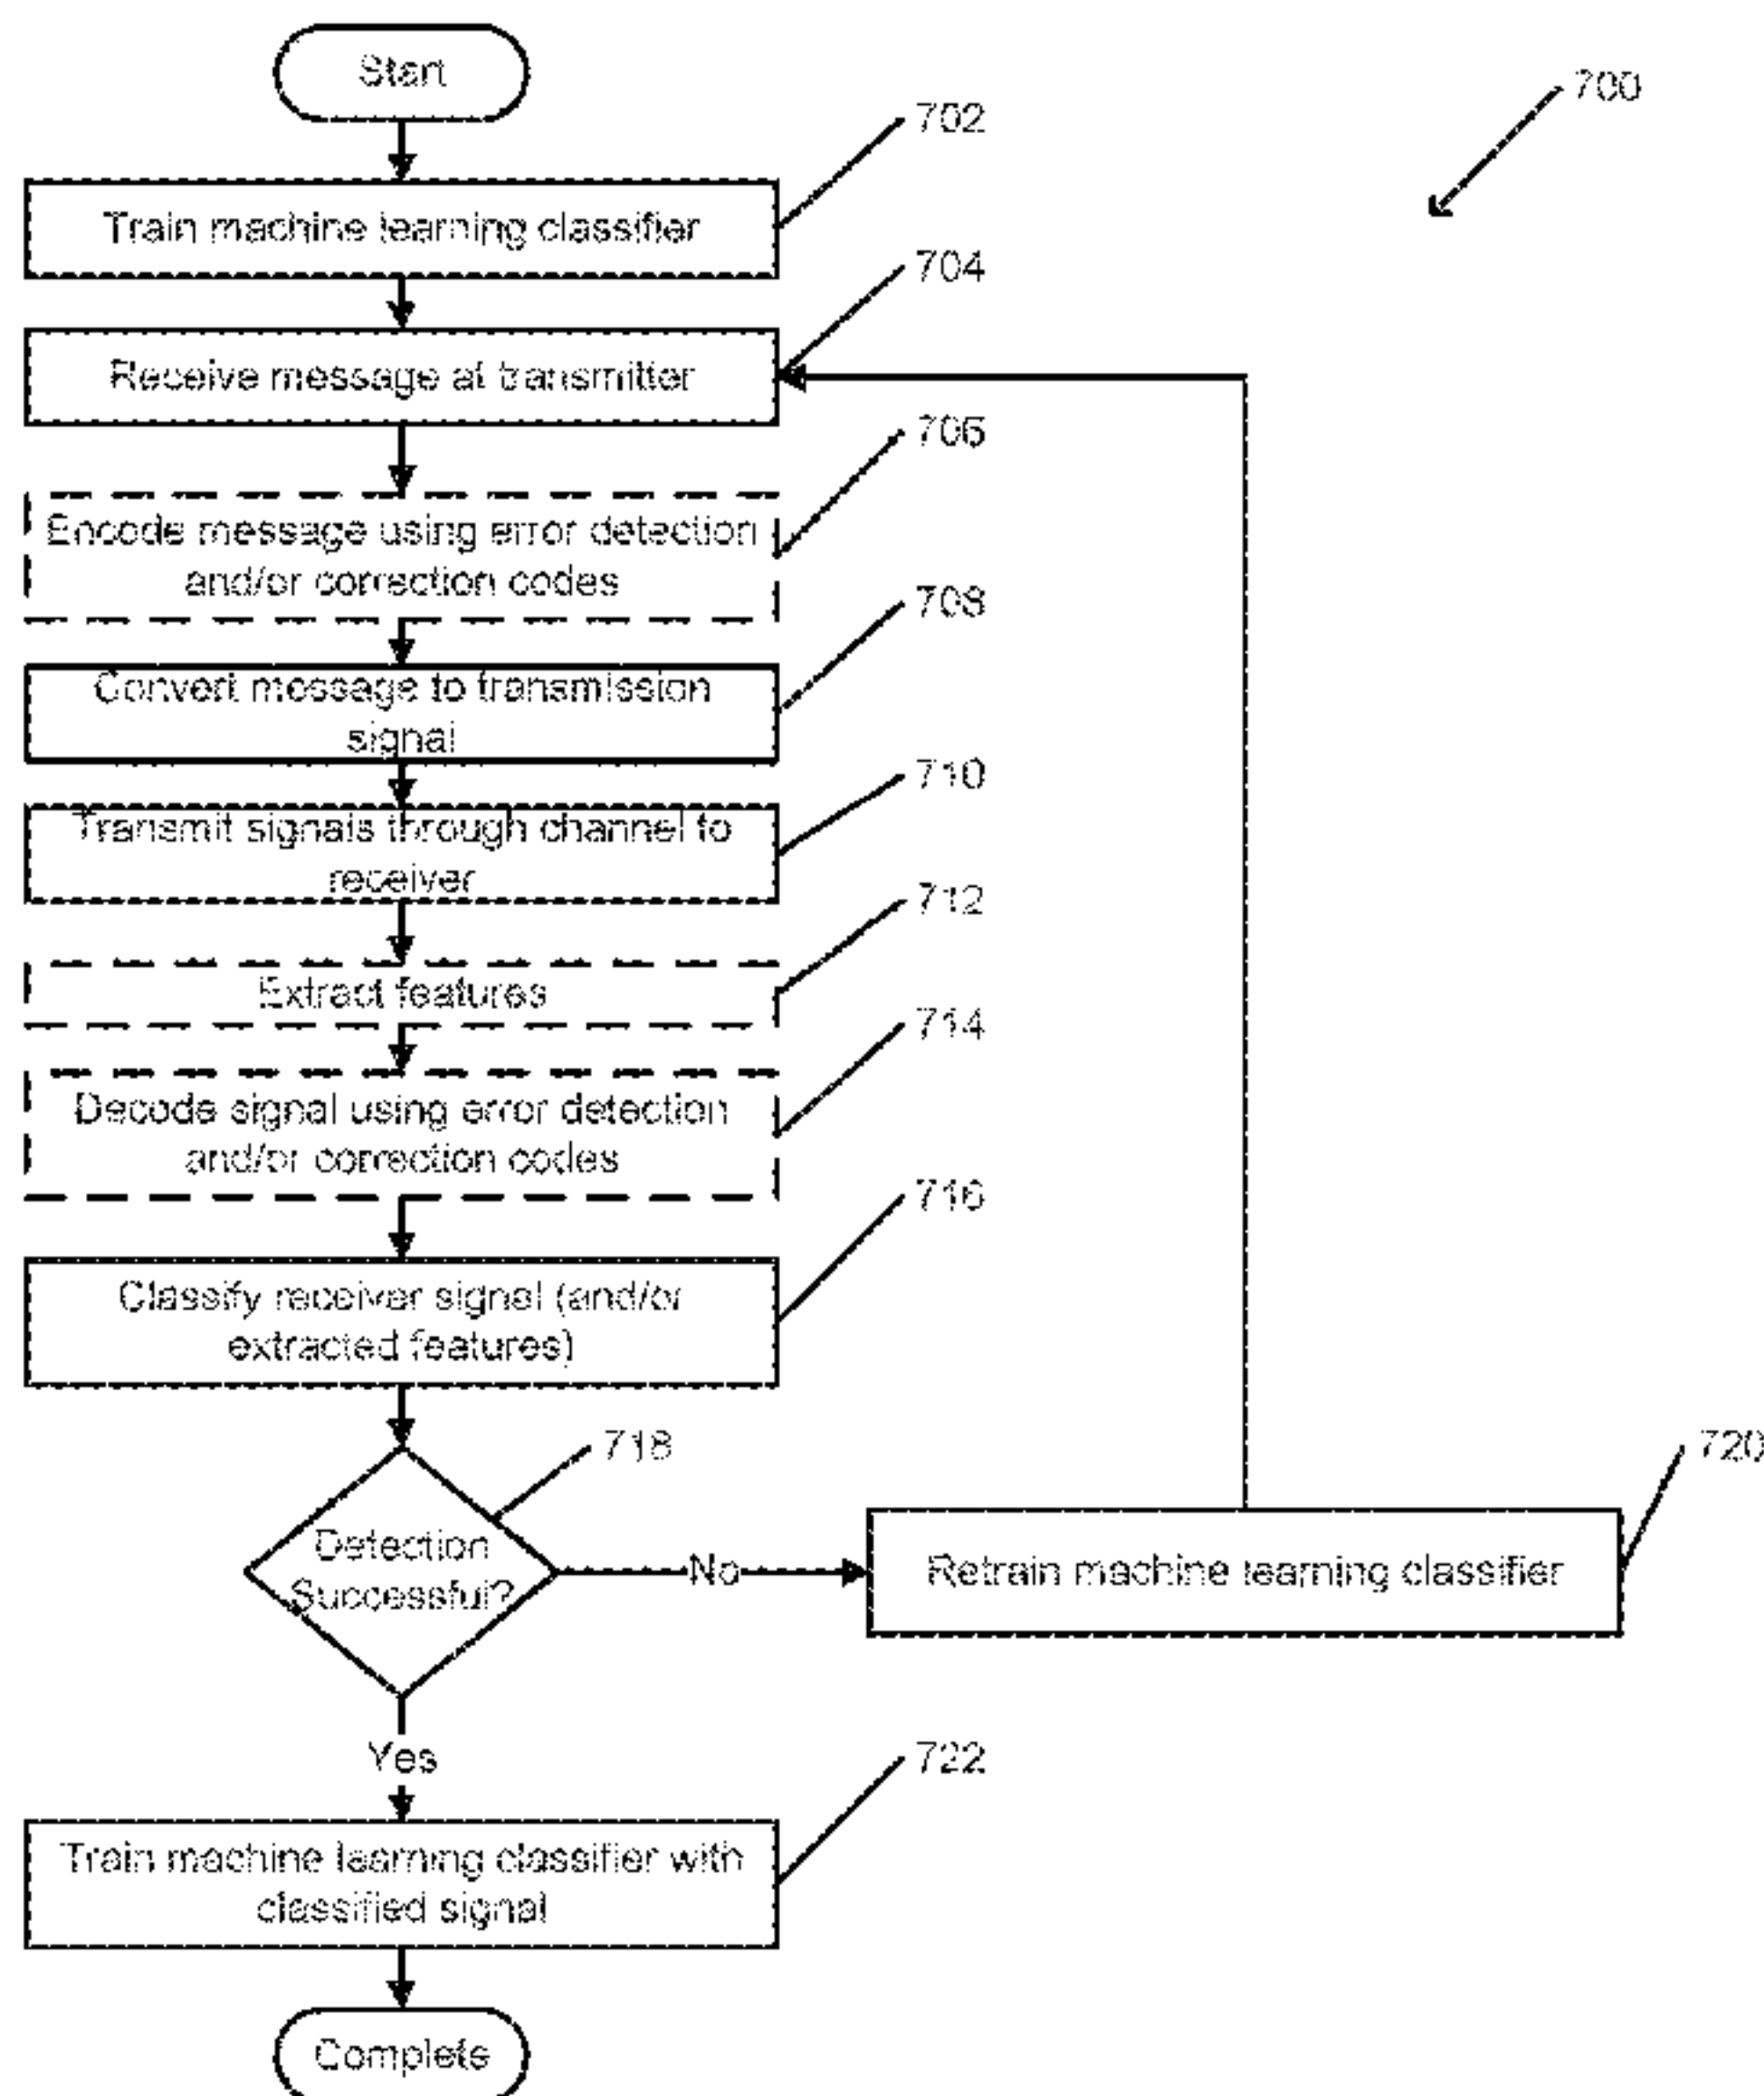 Start
700
702
Train machine learning classifier
704
Receive message at transmitter
706
Encode message using error detection
and/or correction codes
708
Convert message to transmission
signal
710
Transmit signals through channel to
receiver
712
Extract features
714
Decode signal using error detection
and/or correction codes
716
Classify receiver signal (and/or
extracted features)
718
Detection
Successful?
No
720
Retrain machine learning classifier
Yes
722
Train machine learning classifier with
classified signal
Complete